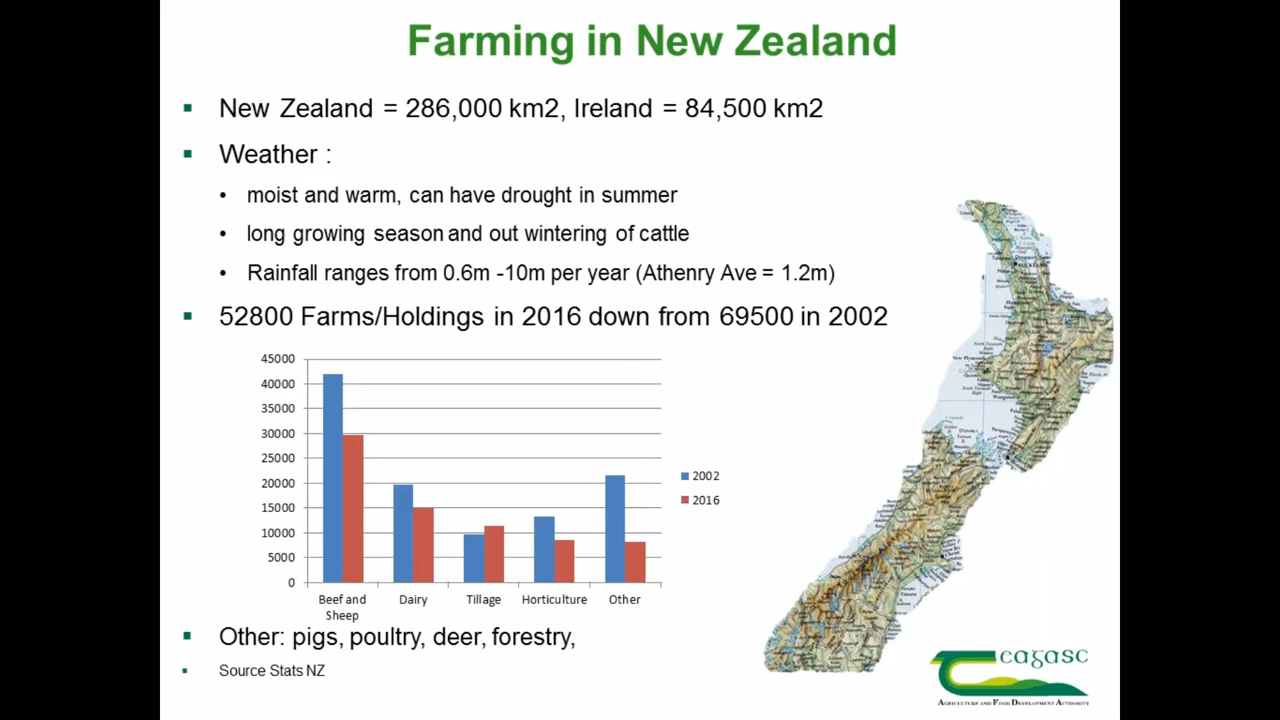 Farming in New Zealand
New Zealand = 286,000 km2, Ireland = 84,500 km2
Weather :
moist and warm, can have drought in summer
long growing season and out wintering of cattle
Rainfall ranges from 0.6m -10m per year (Athenry Ave = 1.2m)
52800 Farms/Holdings in 2016 down from 69500 in 2002
45000
40000
35000
30000
25000
20000
15000
10000
5000
0
Beef and
Sheep
Dairy
Tillage
Horticulture
Other
2002
2016
Other: pigs, poultry, deer, forestry,
Source Stats NZ
New Plymouth
Teagasc
Agriculture and Food Development Authority